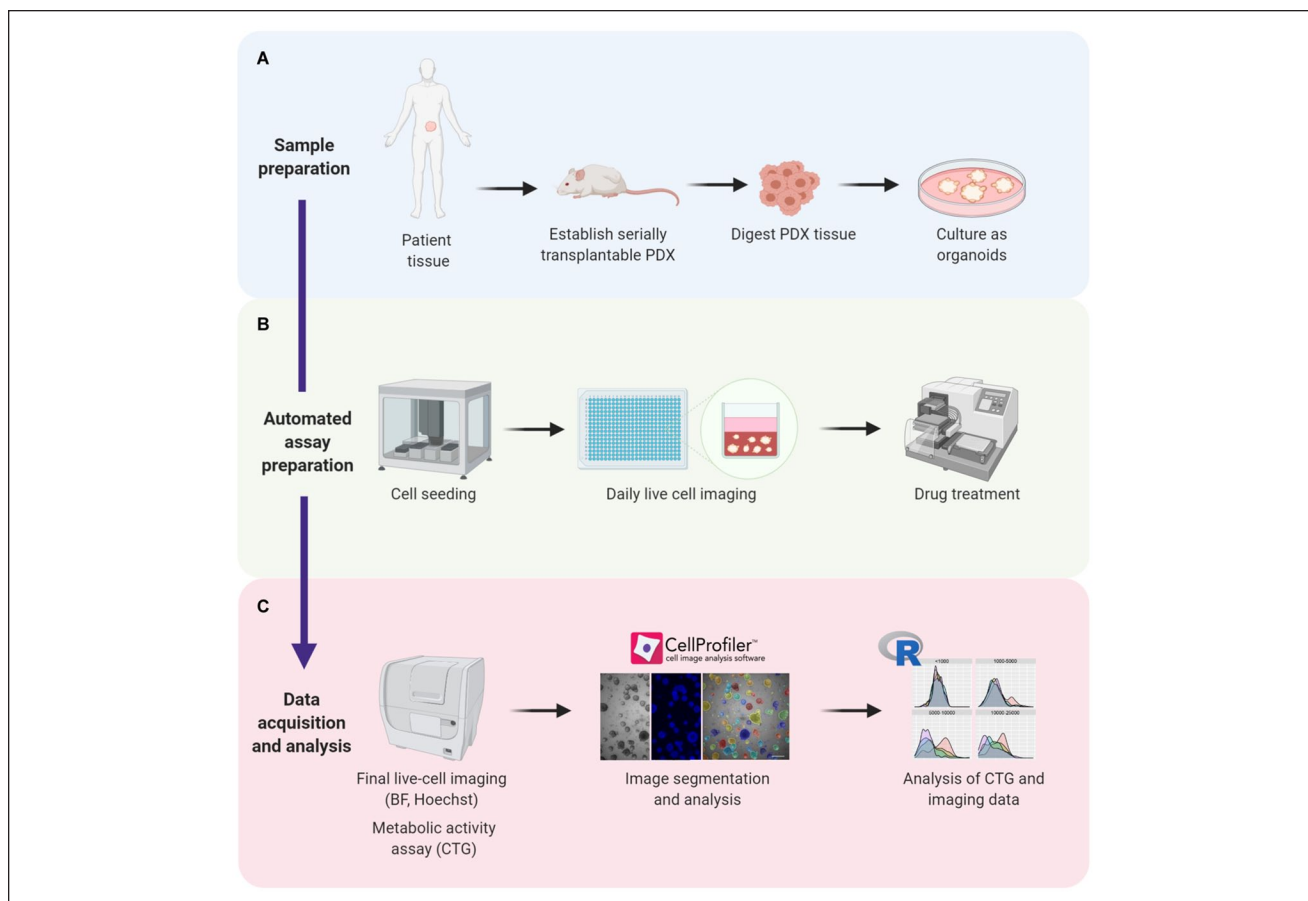 A
Sample
preparation
Patient
tissue
Establish serially
transplantable PDX
Digest PDX tissue
Culture as
organoids
B
Automated
assay
preparation
Cell seeding
Daily live cell imaging
Drug treatment
C
Data
acquisition
and analysis
Final live-cell imaging
(BF, Hoechst)
Metabolic activity
assay (CTG)
CellProfiler™
cell image analysis software
Image segmentation
and analysis
R
<1000
1000-5000
5000-10000
10000-20000
Analysis of CTG and
imaging data